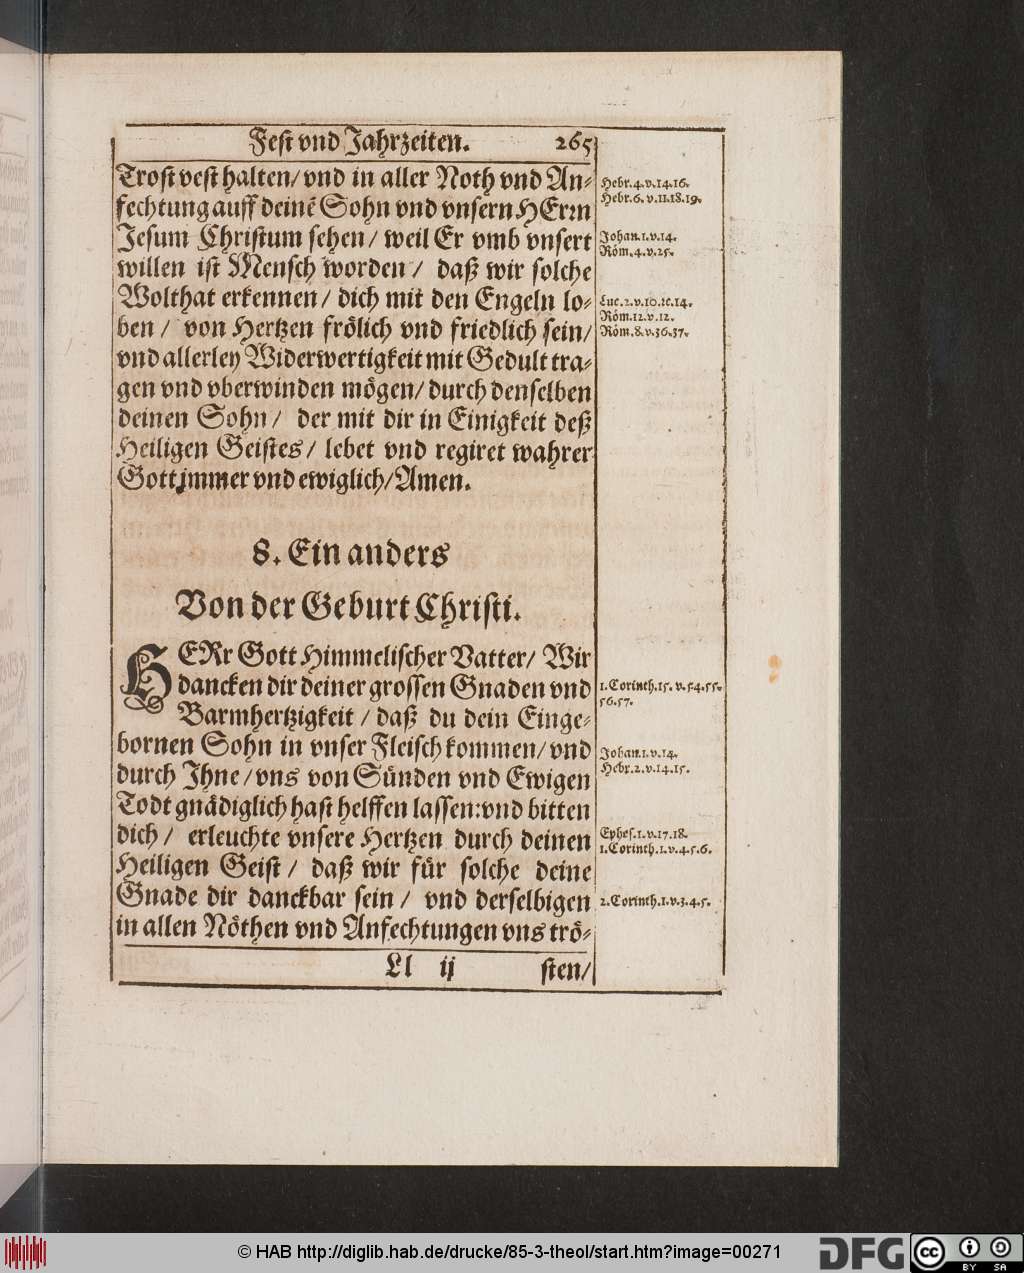 Fest vnd Jahrzeiten. 265
Trost vest halten/ vnd in aller Noth vnd An-
fechtung auff deinē Sohn vnd vnsern HErꝛn
Jesum Christum sehen/ weil Er vmb vnsert
willen ist Mensch worden/ daß wir solche
Wolthat erkennen/ dich mit den Engeln lo-
ben/ von Hertzen frölich vnd friedlich sein/
vnd allerley Widerwertigkeit mit Gedult tra-
gen vnd vberwinden mögen/ durch denselben
deinen Sohn/ der mit dir in Einigkeit deß
Heiligen Geistes/ lebet vnd regiret wahrer
Gott jmmer vnd ewiglich/ Amen.
Hebr. 4. v. 14. 16.
Hebr. 6. v. 11. 18. 19.
Johan. 1. v. 14.
Röm. 4. v. 25.
Luc. 2. v. 10. ꝛc. 14.
Röm. 12. v. 12.
Röm. 8. v. 36. 37.
8. Ein anders
Von der Geburt Christi.
HERr Gott Himmelischer Vatter/ Wir
dancken dir deiner grossen Gnaden vnd
Barmhertzigkeit/ daß du dein Einge-
bornen Sohn in vnser Fleisch kommen/ vnd
durch Ihne/ vns von Sünden vnd Ewigen
Todt gnädiglich hast helffen lassen: vnd bitten
dich/ erleuchte vnsere Hertzen durch deinen
Heiligen Geist/ daß wir für solche deine
Gnade dir danckbar sein/ vnd derselbigen
in allen Nöthen vnd Anfechtungen vns trö-
1. Corinth. 15. v. 54. 55.
56. 57.
Johan. 1. v. 14.
Hebr. 2. v. 14. 15.
Ephes. 1. v. 17. 18.
1. Corinth. 1. v. 4. 5. 6.
2. Corinth. 1. v. 3. 4. 5.
Ll ij sten/
© HAB http://diglib.hab.de/drucke/85-3-theol/start.htm?image=00271
DFG cc BY SA